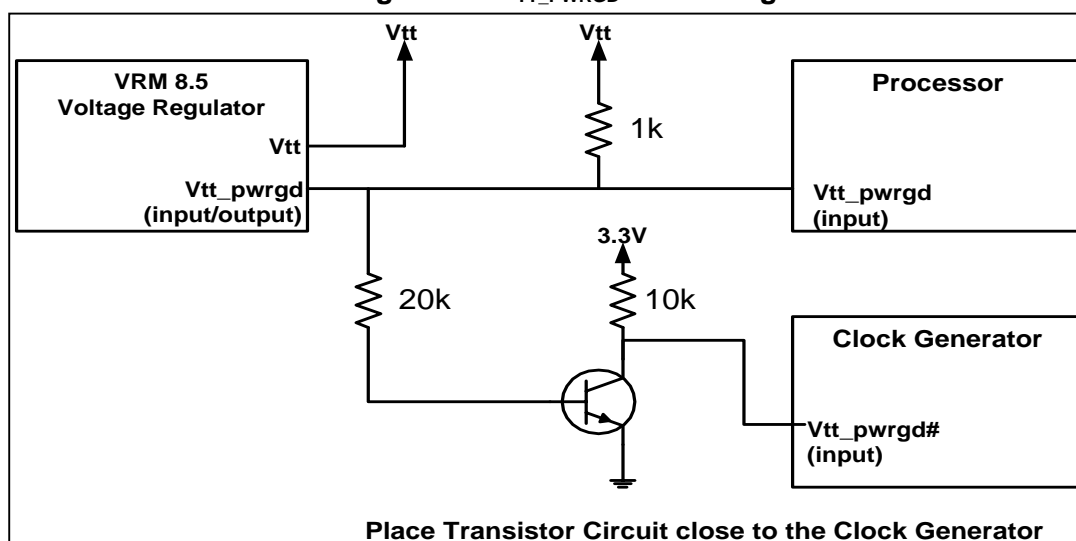 TT_PWRGD
Vtt
Vtt
VRM 8.5
Voltage Regulator
Vtt
Vtt_pwrgd
(input/output)
1k
Processor
Vtt_pwrgd
(input)
20k
3.3V
10k
Clock Generator
Vtt_pwrgd#
(input)
Place Transistor Circuit close to the Clock Generator